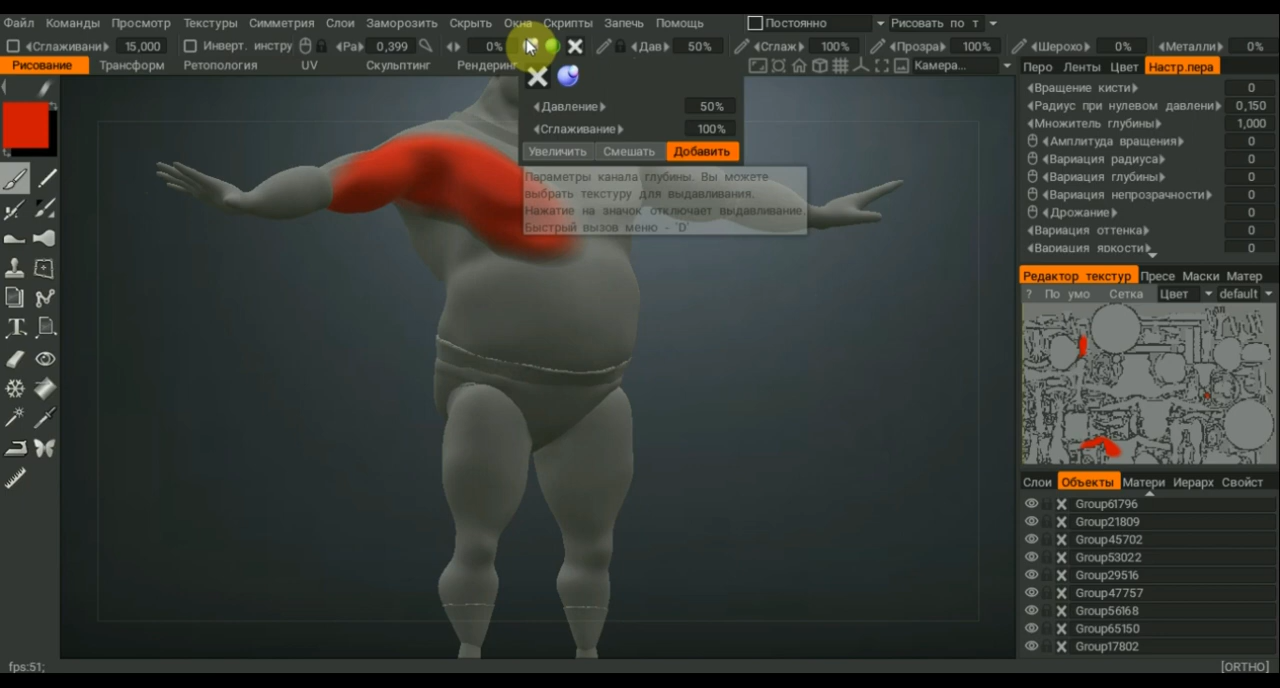 Файл Команды Просмотр Текстуры Симметрия Слои Заморозить Скрыть Окна Скрипты Запечь Помощь Постоянно Рисовать по т
Сглаживани 15,000 Инверт. инстру Ра 0,399 0% Дав 50% Сглаж 100% Прозра 100% Шерохо 0% Металли 0%
Рисование Трансформ Ретопология UV Скульптинг Рендеринг Камера... Перо Ленты Цвет Настр.пера
Давление 50%
Сглаживание 100%
Увеличить Смешать Добавить
Параметры канала глубины. Вы можете
выбрать текстуру для выдавливания.
Нажатие на значок отключает выдавливание.
Быстрый вызов меню - 'D'
Вращение кисти 0
Радиус при нулевом давлени 0,150
Множитель глубины 1,000
Амплитуда вращения 0
Вариация радиуса 0
Вариация глубины 0
Вариация непрозрачности 0
Дрожание 0
Вариация оттенка 0
Вариация яркости 0
Редактор текстур Пресе Маски Матер
? По умо Сетка Цвет default
Слои Объекты Матери Иерарх Свойст
Group61796
Group21809
Group45702
Group53022
Group29516
Group47757
Group56168
Group65150
Group17802
fps:51;
[ORTHO]